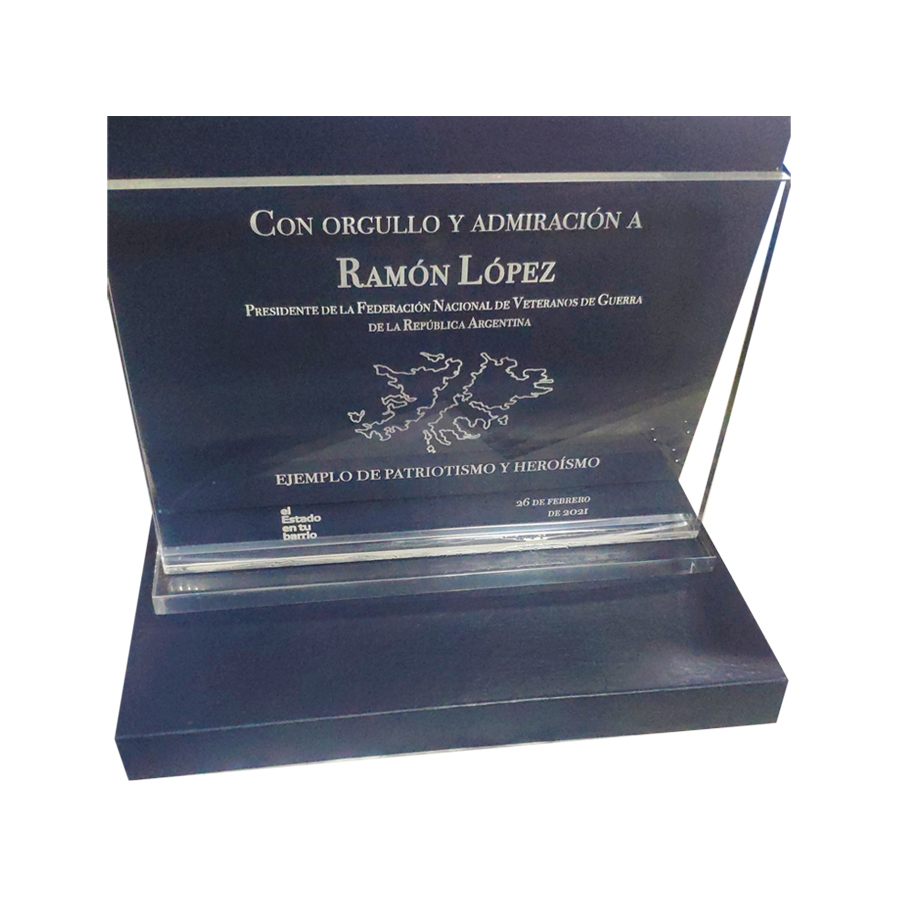 CON ORGULLO Y ADMIRACIÓN A
RAMÓN LÓPEZ
PRESIDENTE DE LA FEDERACIÓN NACIONAL DE VETERANOS DE GUERRA
DE LA REPÚBLICA ARGENTINA
EJEMPLO DE PATRIOTISMO Y HEROÍSMO
el
Estado
en tu
barrio
26 DE FEBRERO
DE 2021